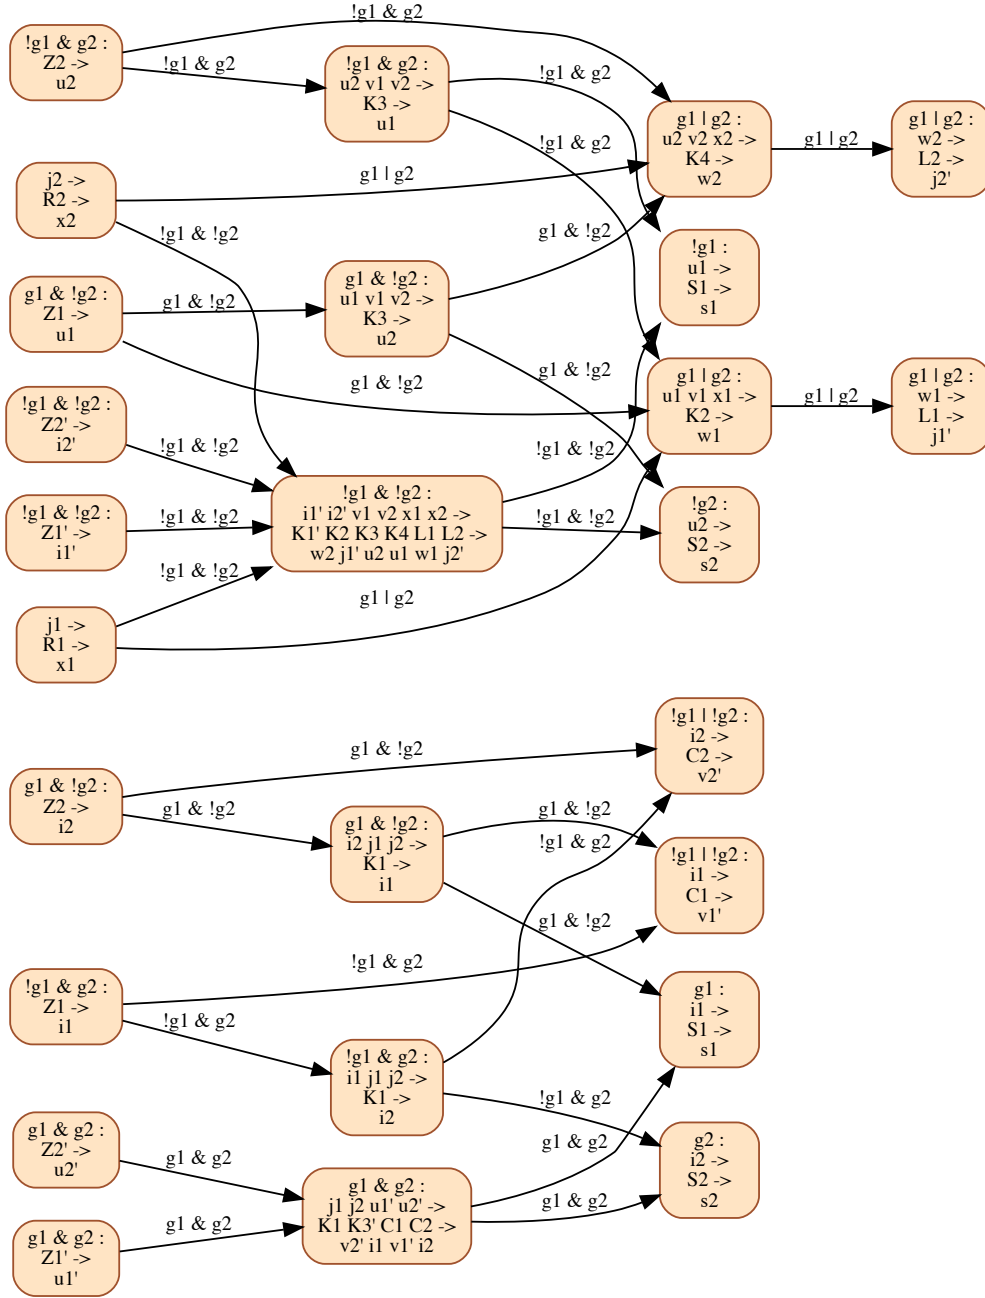 !g1 & g2 :
Z2 ->
u2
!g1 & g2
!g1 & g2
!g1 & g2 :
u2 v1 v2 ->
K3 ->
u1
!g1 & g2
!g1 & g2
g1 | g2 :
u2 v2 x2 ->
K4 ->
w2
g1 | g2
g1 | g2 :
w2 ->
L2 ->
j2'
j2 ->
R2 ->
x2
g1 | g2
!g1 & !g2
!g1 :
u1 ->
S1 ->
s1
g1 & !g2 :
Z1 ->
u1
g1 & !g2
g1 & !g2
g1 & !g2 :
u1 v1 v2 ->
K3 ->
u2
g1 & !g2
g1 & !g2
g1 | g2 :
u1 v1 x1 ->
K2 ->
w1
g1 | g2
g1 | g2 :
w1 ->
L1 ->
j1'
!g1 & !g2 :
Z2' ->
i2'
!g1 & !g2
!g1 & !g2 :
Z1' ->
i1'
!g1 & !g2
!g1 & !g2 :
i1' i2' v1 v2 x1 x2 ->
K1' K2 K3 K4 L1 L2 ->
w2 j1' u2 u1 w1 j2'
!g1 & !g2
!g1 & !g2
!g2 :
u2 ->
S2 ->
s2
j1 ->
R1 ->
x1
!g1 & !g2
g1 | g2
!g1 | !g2 :
i2 ->
C2 ->
v2'
g1 & !g2 :
Z2 ->
i2
g1 & !g2
g1 & !g2
g1 & !g2 :
i2 j1 j2 ->
K1 ->
i1
g1 & !g2
g1 & !g2
!g1 | !g2 :
i1 ->
C1 ->
v1'
!g1 & g2 :
Z1 ->
i1
!g1 & g2
!g1 & g2
!g1 & g2 :
i1 j1 j2 ->
K1 ->
i2
!g1 & g2
!g1 & g2
g1 :
i1 ->
S1 ->
s1
g1 & g2 :
Z2' ->
u2'
g1 & g2
g1 & g2 :
Z1' ->
u1'
g1 & g2
g1 & g2 :
j1 j2 u1' u2' ->
K1 K3' C1 C2 ->
v2' i1 v1' i2
g1 & g2
g1 & g2
g2 :
i2 ->
S2 ->
s2